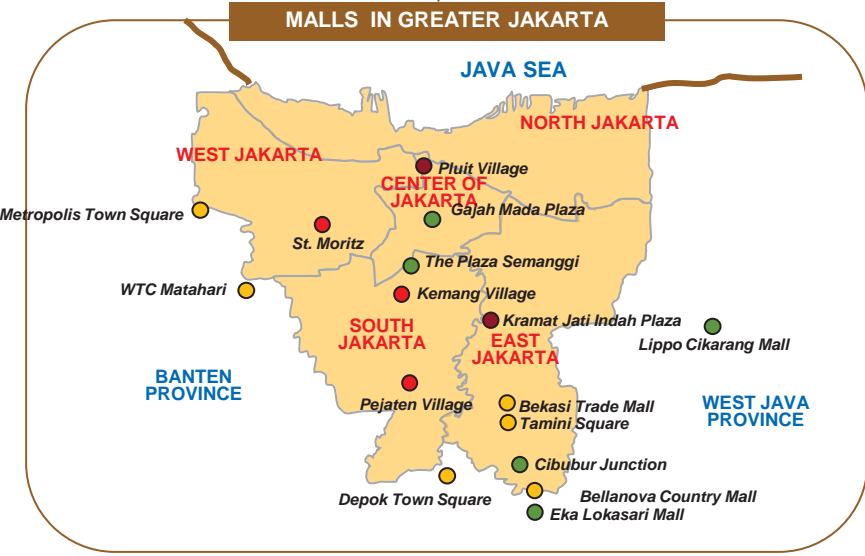 MALLS IN GREATER JAKARTA
JAVA SEA
NORTH JAKARTA
WEST JAKARTA
Pluit Village
CENTER OF
JAKARTA
Gajah Mada Plaza
Metropolis Town Square
St. Moritz
The Plaza Semanggi
WTC Matahari
Kemang Village
Kramat Jati Indah Plaza
SOUTH
JAKARTA
EAST
JAKARTA
Lippo Cikarang Mall
BANTEN
PROVINCE
Pejaten Village
Bekasi Trade Mall
Tamini Square
WEST JAVA
PROVINCE
Cibubur Junction
Depok Town Square
Bellanova Country Mall
Eka Lokasari Mall